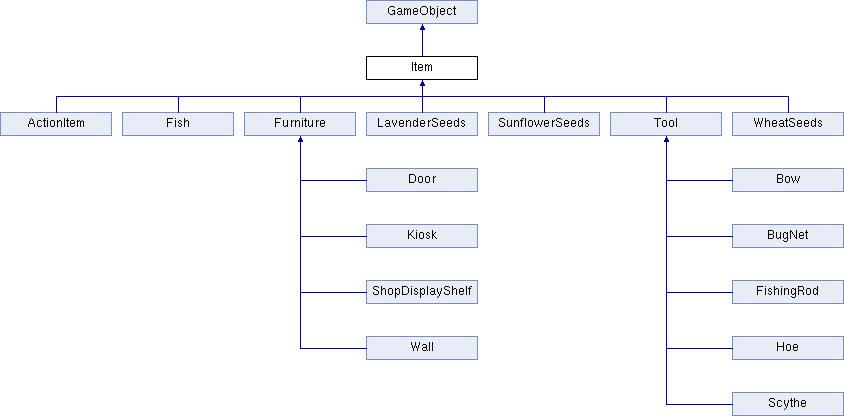 GameObject
Item
ActionItem
Fish
Furniture
LavenderSeeds
SunflowerSeeds
Tool
WheatSeeds
Door
Bow
Kiosk
BugNet
ShopDisplayShelf
FishingRod
Wall
Hoe
Scythe